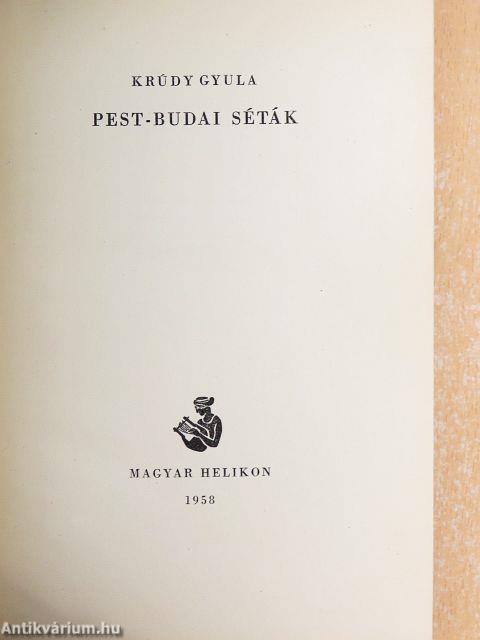 KRÚDY GYULA
PEST-BUDAI SÉTÁK
MAGYAR HELIKON
1958
Antikvárium.hu